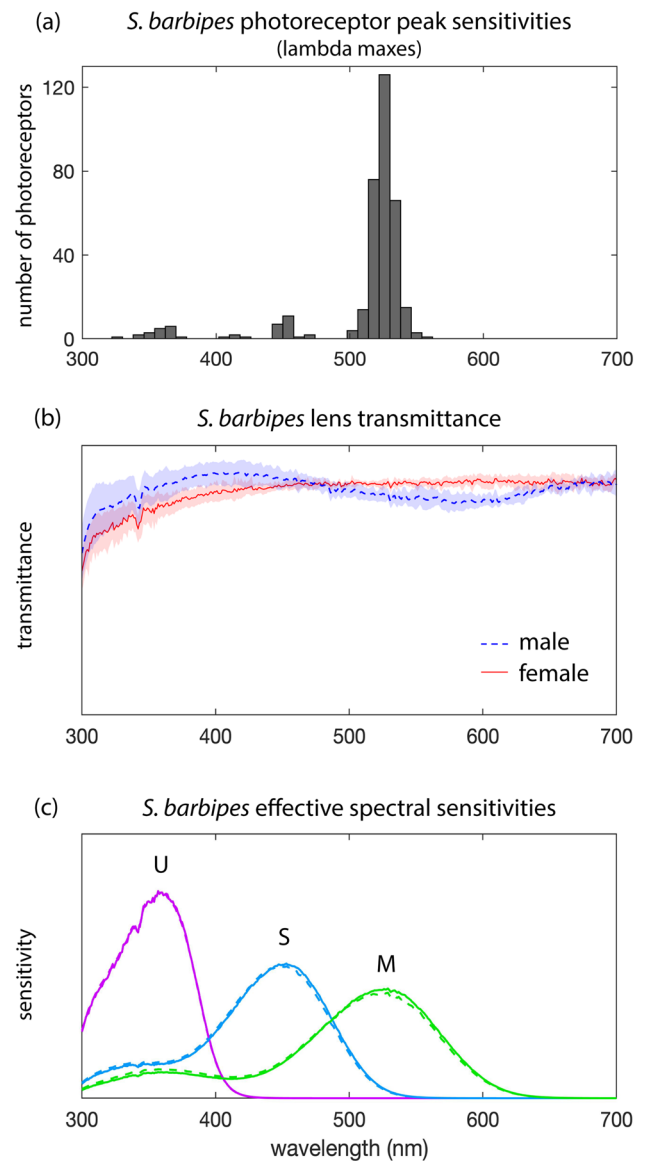 (a) S. barbipes photoreceptor peak sensitivities
(lambda maxes)
number of photoreceptors
120
80
40
0
300 400 500 600 700
(b) S. barbipes lens transmittance
transmittance
male
female
300 400 500 600 700
(c) S. barbipes effective spectral sensitivities
U
S
M
sensitivity
300 400 500 600 700
wavelength (nm)